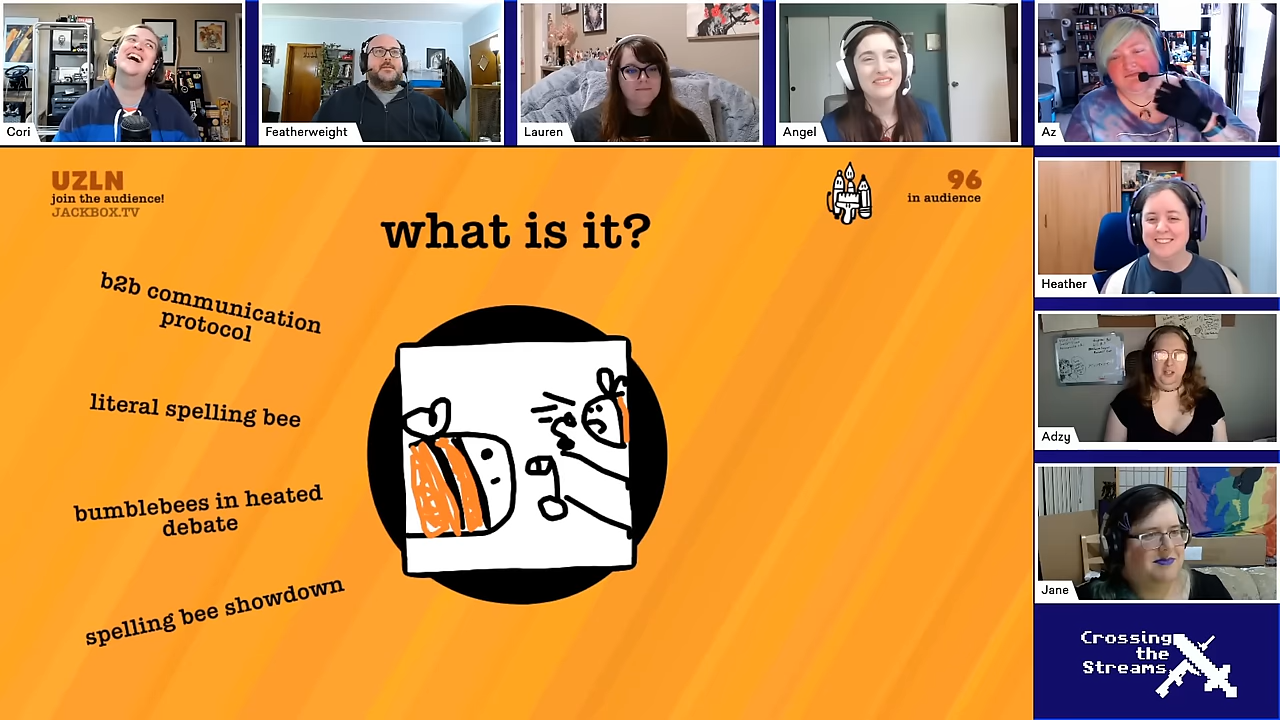 Cori
Featherweight
Lauren
Angel
Az
UZLN
join the audience!
JACKBOX.TV
96
in audience
what is it?
b2b communication
protocol
literal spelling bee
bumblebees in heated
debate
spelling bee showdown
Heather
Adzy
Jane
Crossing
the
Streams